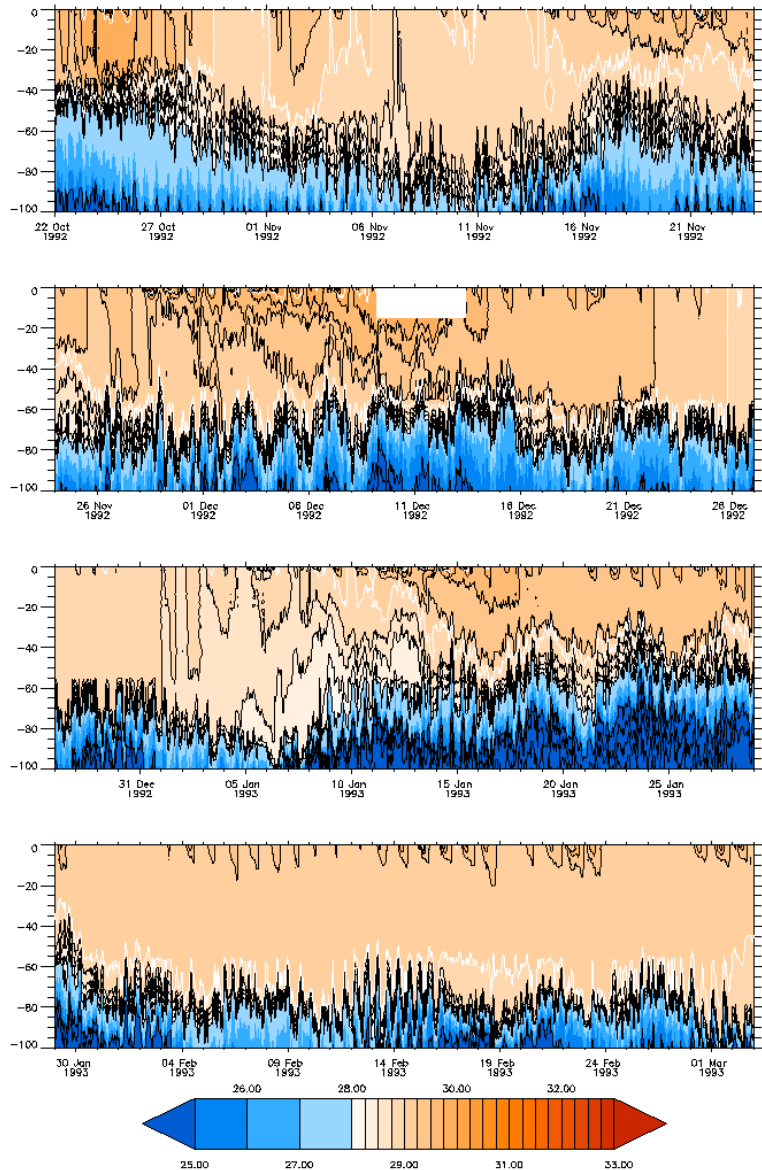 0
-20
-40
-60
-80
-100
22 Oct 27 Oct 01 Nov 06 Nov 11 Nov 16 Nov 21 Nov
1992 1992 1992 1992 1992 1992 1992
0
-20
-40
-60
-80
-100
26 Nov 01 Dec 06 Dec 11 Dec 16 Dec 21 Dec 26 Dec
1992 1992 1992 1992 1992 1992 1992
0
-20
-40
-60
-80
-100
31 Dec 05 Jan 10 Jan 15 Jan 20 Jan 25 Jan
1992 1993 1993 1993 1993 1993
0
-20
-40
-60
-80
-100
30 Jan 04 Feb 09 Feb 14 Feb 19 Feb 24 Feb 01 Mar
1993 1993 1993 1993 1993 1993 1993
26.00 28.00 30.00 32.00
25.00 27.00 29.00 31.00 33.00